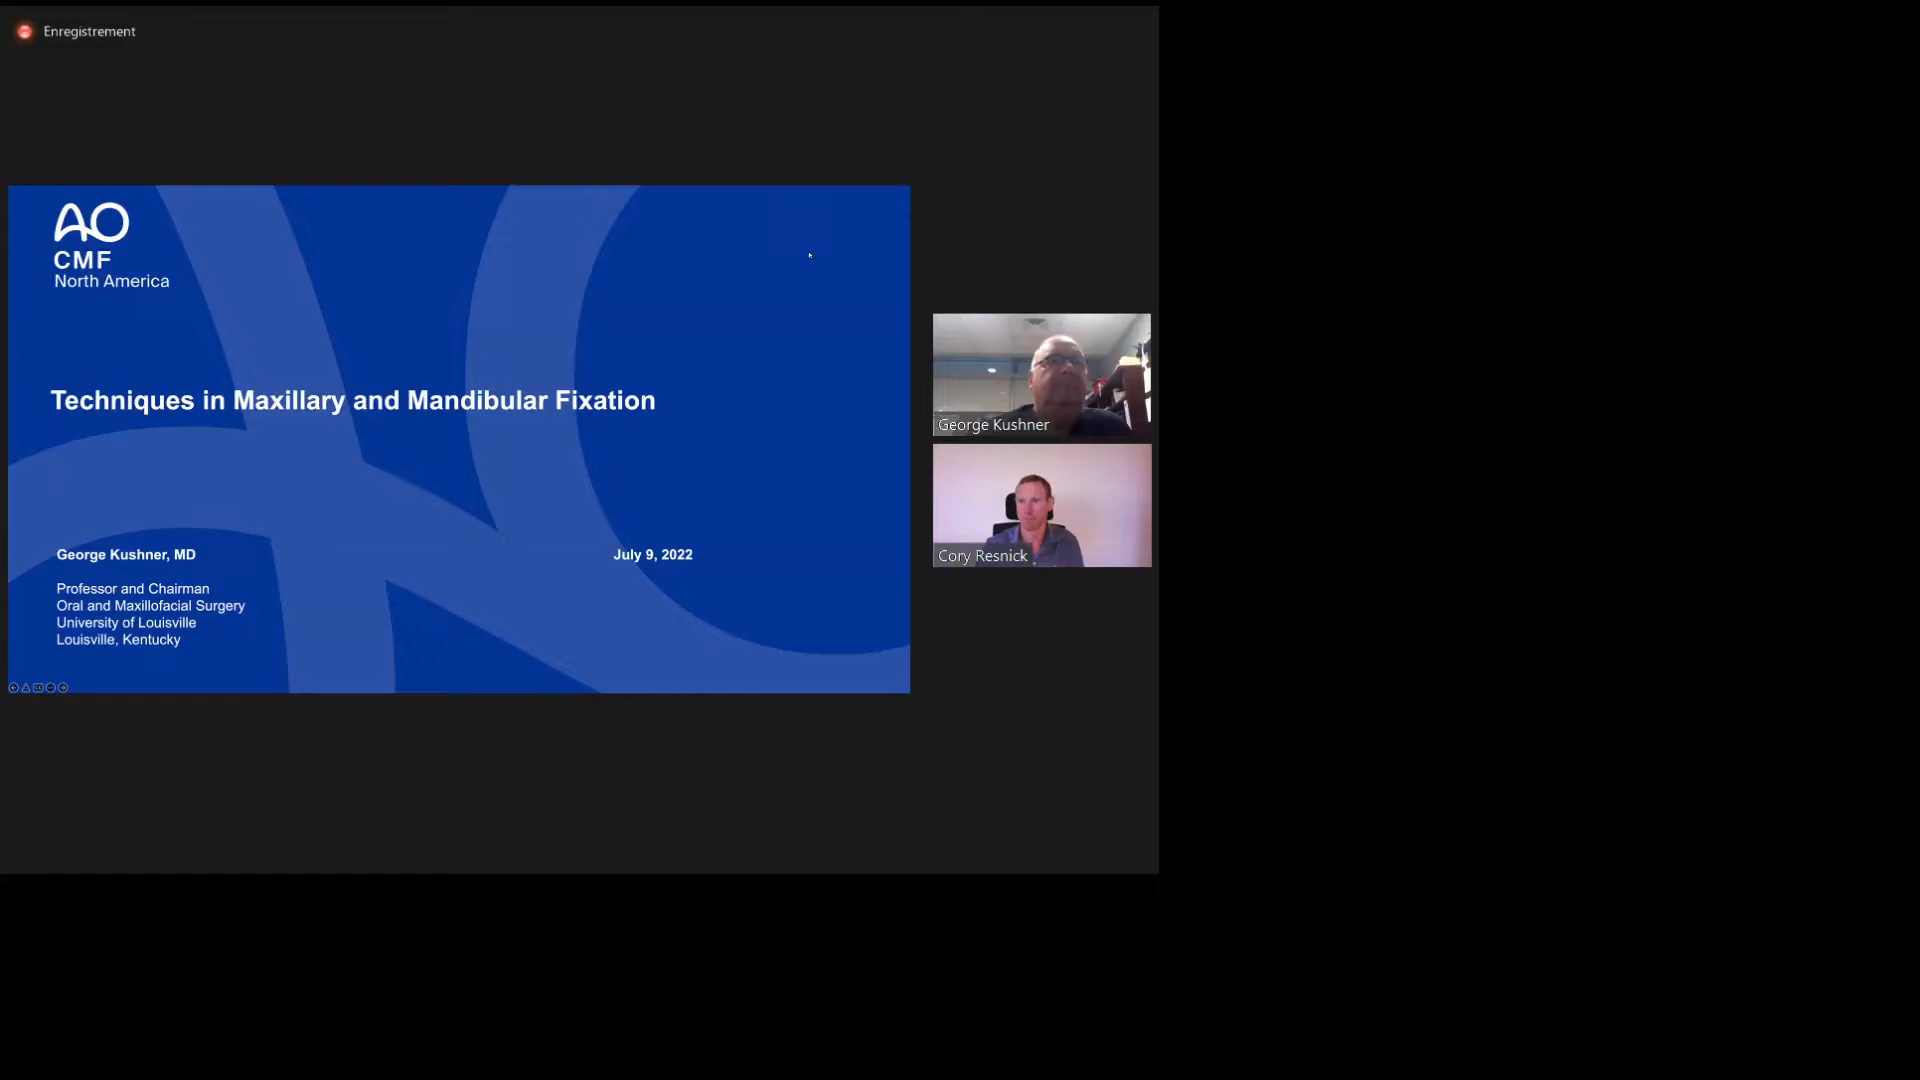 Enregistrement
AO
CMF
North America
Techniques in Maxillary and Mandibular Fixation
George Kushner, MD
July 9, 2022
Professor and Chairman
Oral and Maxillofacial Surgery
University of Louisville
Louisville, Kentucky
George Kushner
Cory Resnick